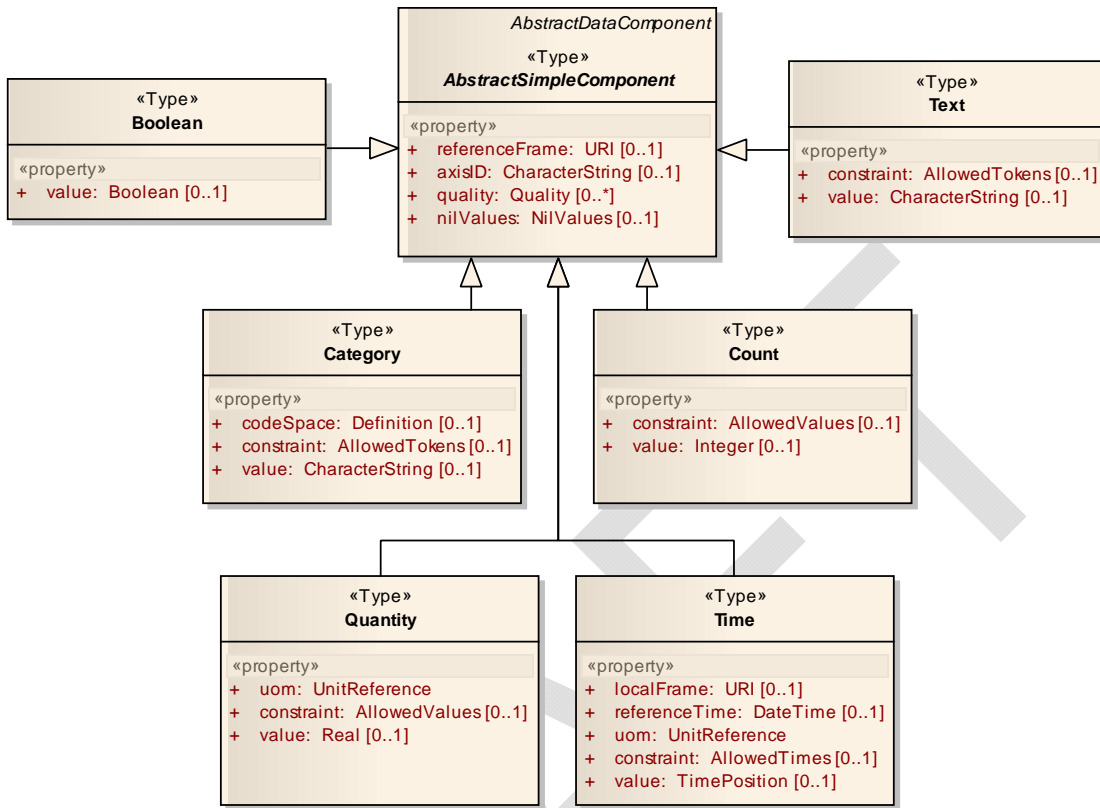 AbstractDataComponent
«Type»
AbstractSimpleComponent
«property»
+ referenceFrame: URI [0..1]
+ axisID: CharacterString [0..1]
+ quality: Quality [0..*]
+ nilValues: NilValues [0..1]
«Type»
Boolean
«property»
+ value: Boolean [0..1]
«Type»
Text
«property»
+ constraint: AllowedTokens [0..1]
+ value: CharacterString [0..1]
«Type»
Category
«property»
+ codeSpace: Definition [0..1]
+ constraint: AllowedTokens [0..1]
+ value: CharacterString [0..1]
«Type»
Count
«property»
+ constraint: AllowedValues [0..1]
+ value: Integer [0..1]
«Type»
Quantity
«property»
+ uom: UnitReference
+ constraint: AllowedValues [0..1]
+ value: Real [0..1]
«Type»
Time
«property»
+ localFrame: URI [0..1]
+ referenceTime: DateTime [0..1]
+ uom: UnitReference
+ constraint: AllowedTimes [0..1]
+ value: TimePosition [0..1]